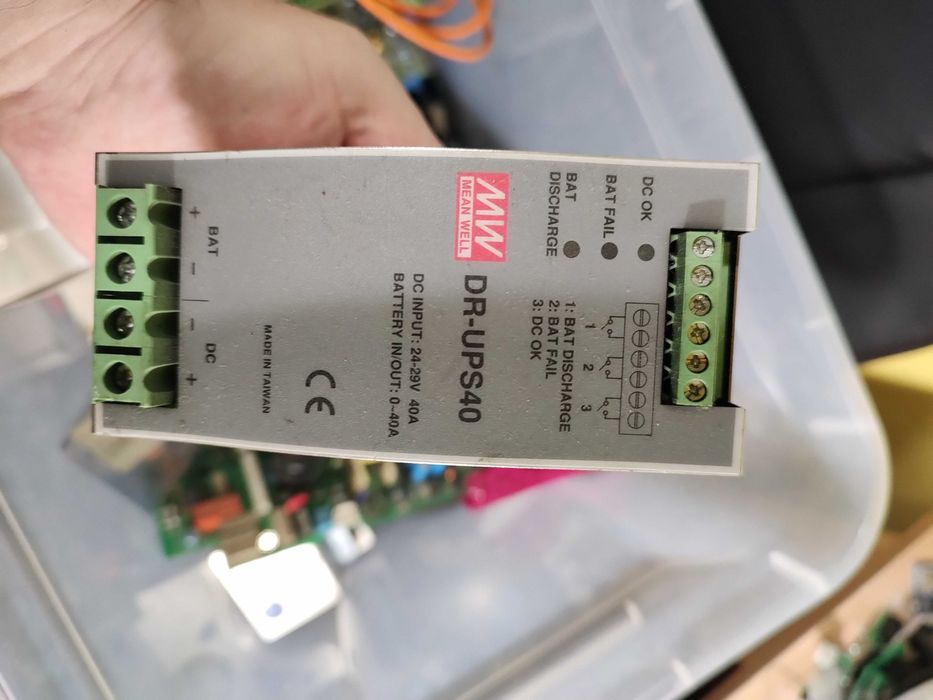 DC OK
BAT FAIL
BAT
DISCHARGE
1
2
3
1: BAT DISCHARGE
2: BAT FAIL
3: DC OK
MW
MEAN WELL
DR-UPS40
DC INPUT: 24-29V 40A
BATTERY IN/OUT: 0~40A
CE
MADE IN TAIWAN
+ - - +
BAT DC